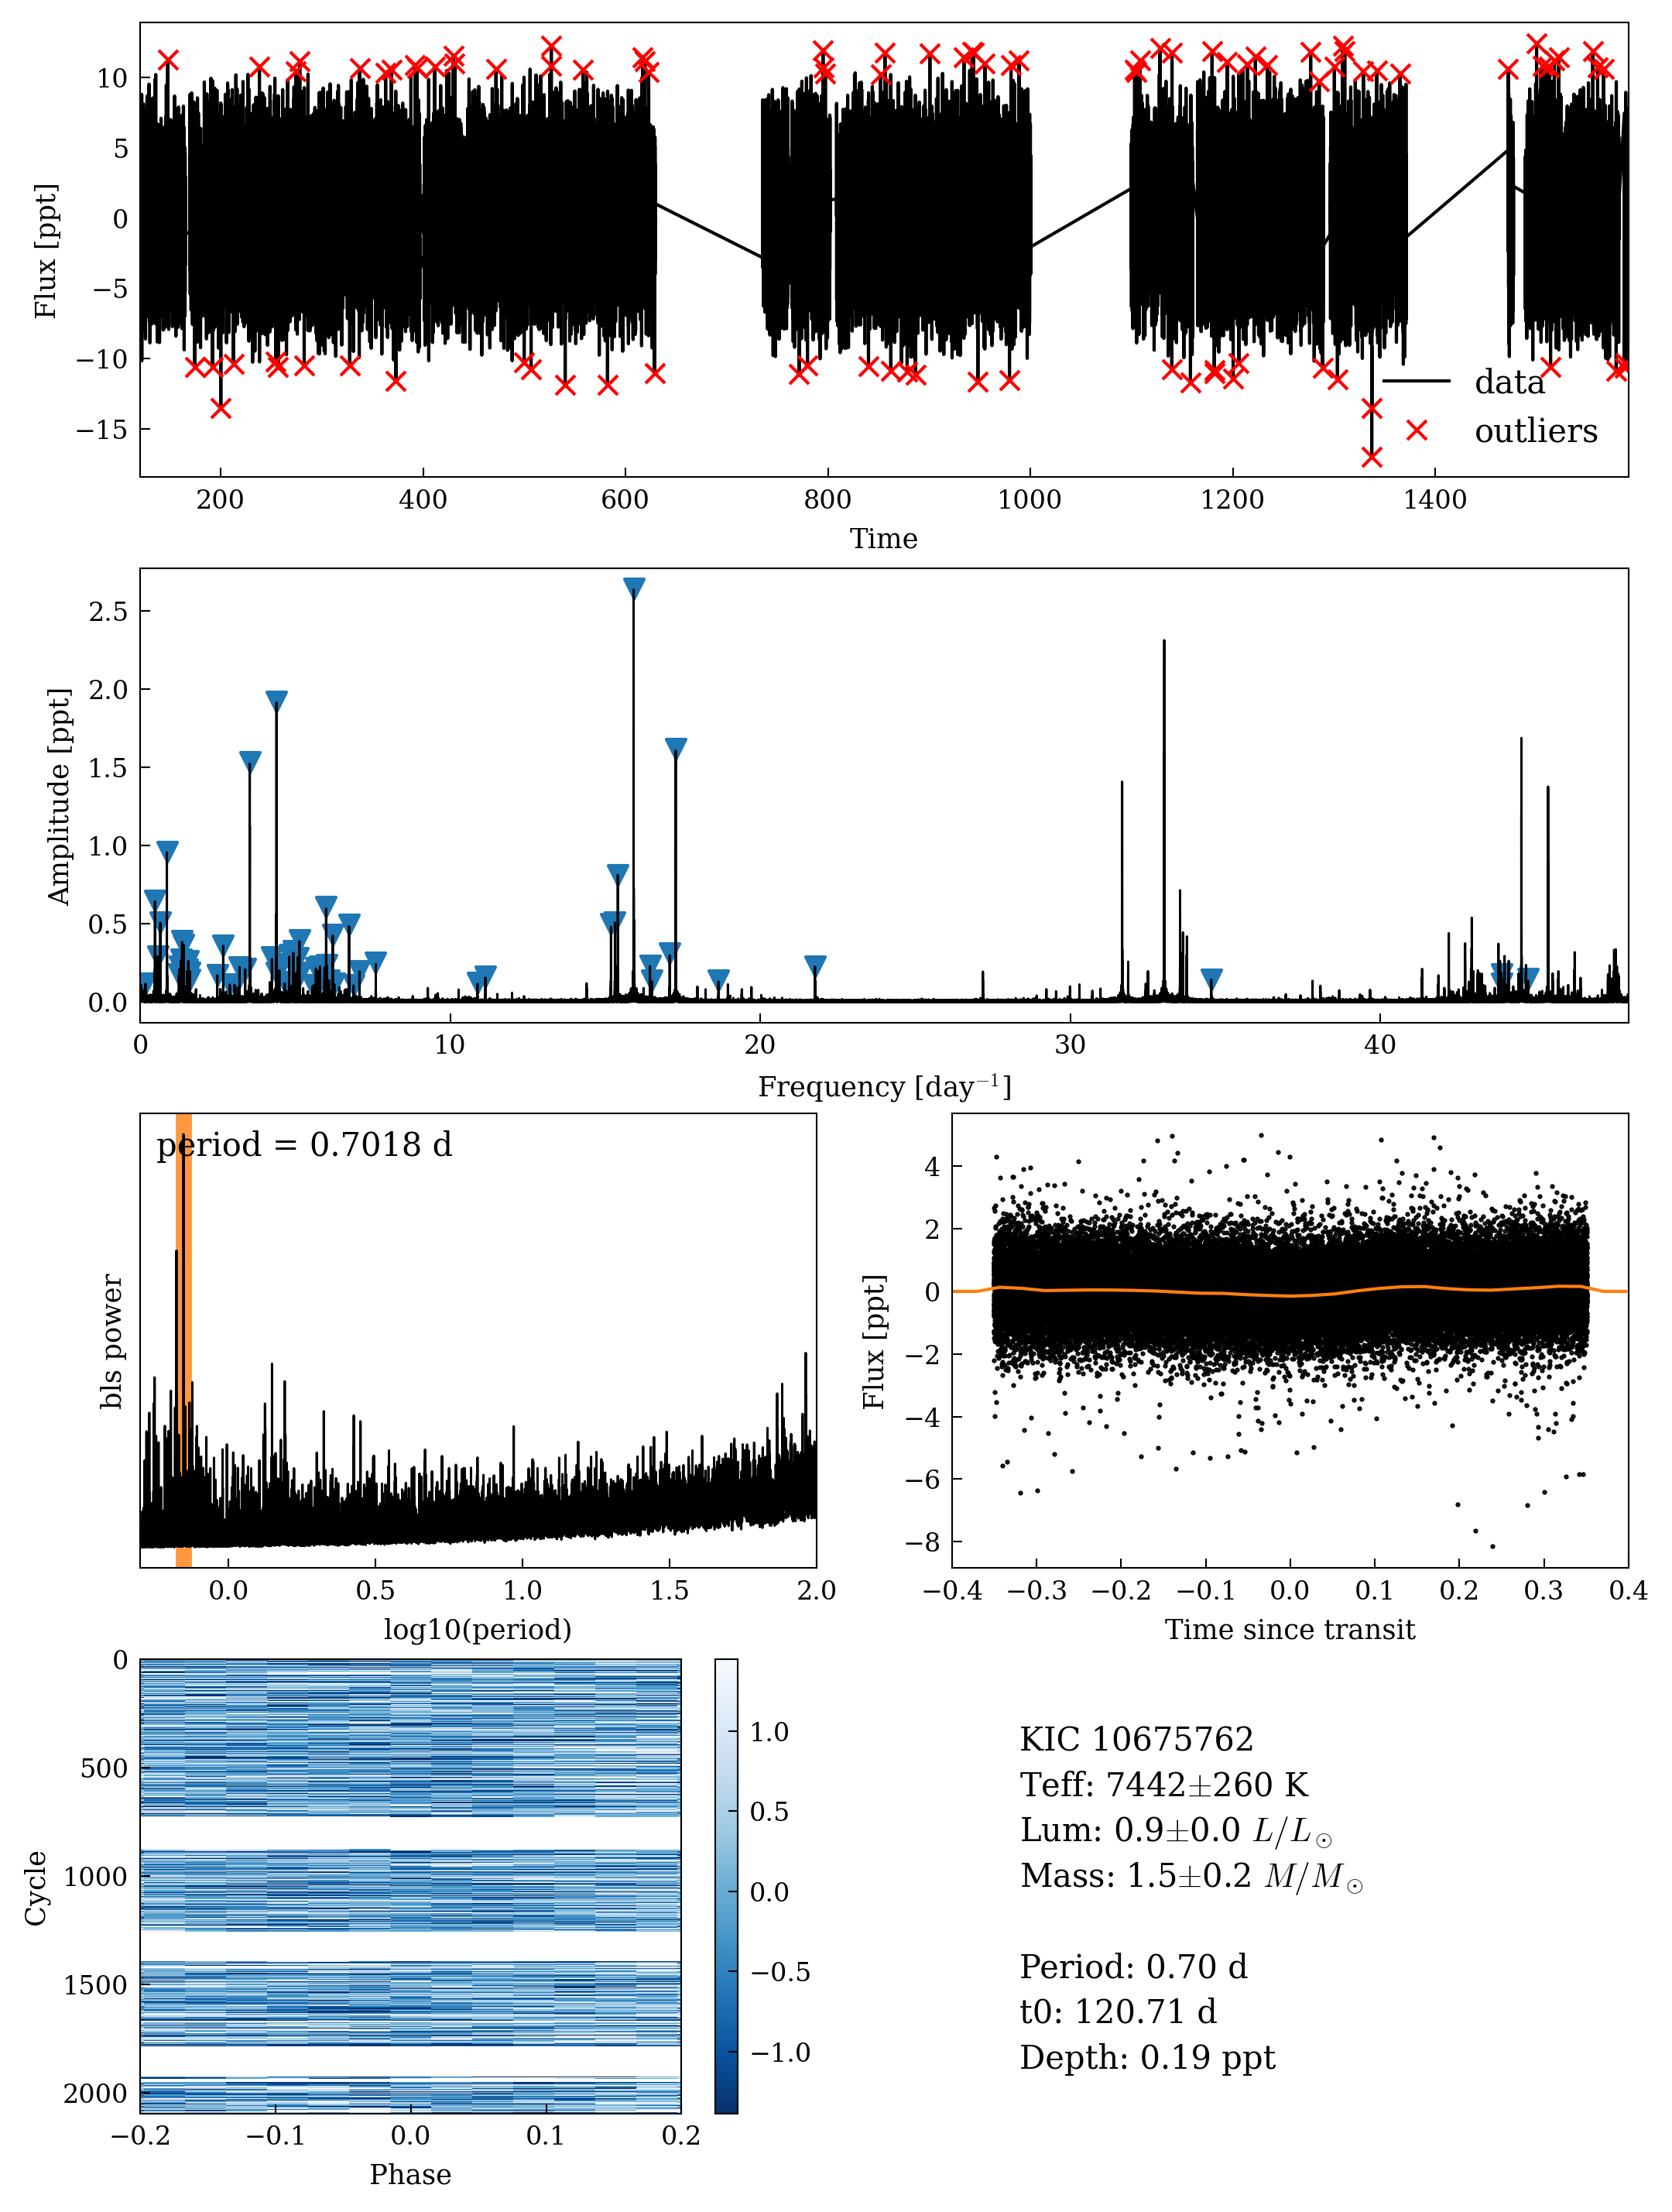 10
5
0
−5
−10
−15
Flux [ppt]
data
outliers
200 400 600 800 1000 1200 1400
Time
2.5
2.0
1.5
1.0
0.5
0.0
Amplitude [ppt]
0 10 20 30 40
Frequency [day⁻¹]
period = 0.7018 d
bls power
0.0 0.5 1.0 1.5 2.0
log10(period)
4
2
0
−2
−4
−6
−8
Flux [ppt]
−0.4 −0.3 −0.2 −0.1 0.0 0.1 0.2 0.3 0.4
Time since transit
0
500
1000
1500
2000
Cycle
−0.2 −0.1 0.0 0.1 0.2
Phase
1.0
0.5
0.0
−0.5
−1.0
KIC 10675762
Teff: 7442±260 K
Lum: 0.9±0.0 L/L☉
Mass: 1.5±0.2 M/M☉
Period: 0.70 d
t0: 120.71 d
Depth: 0.19 ppt